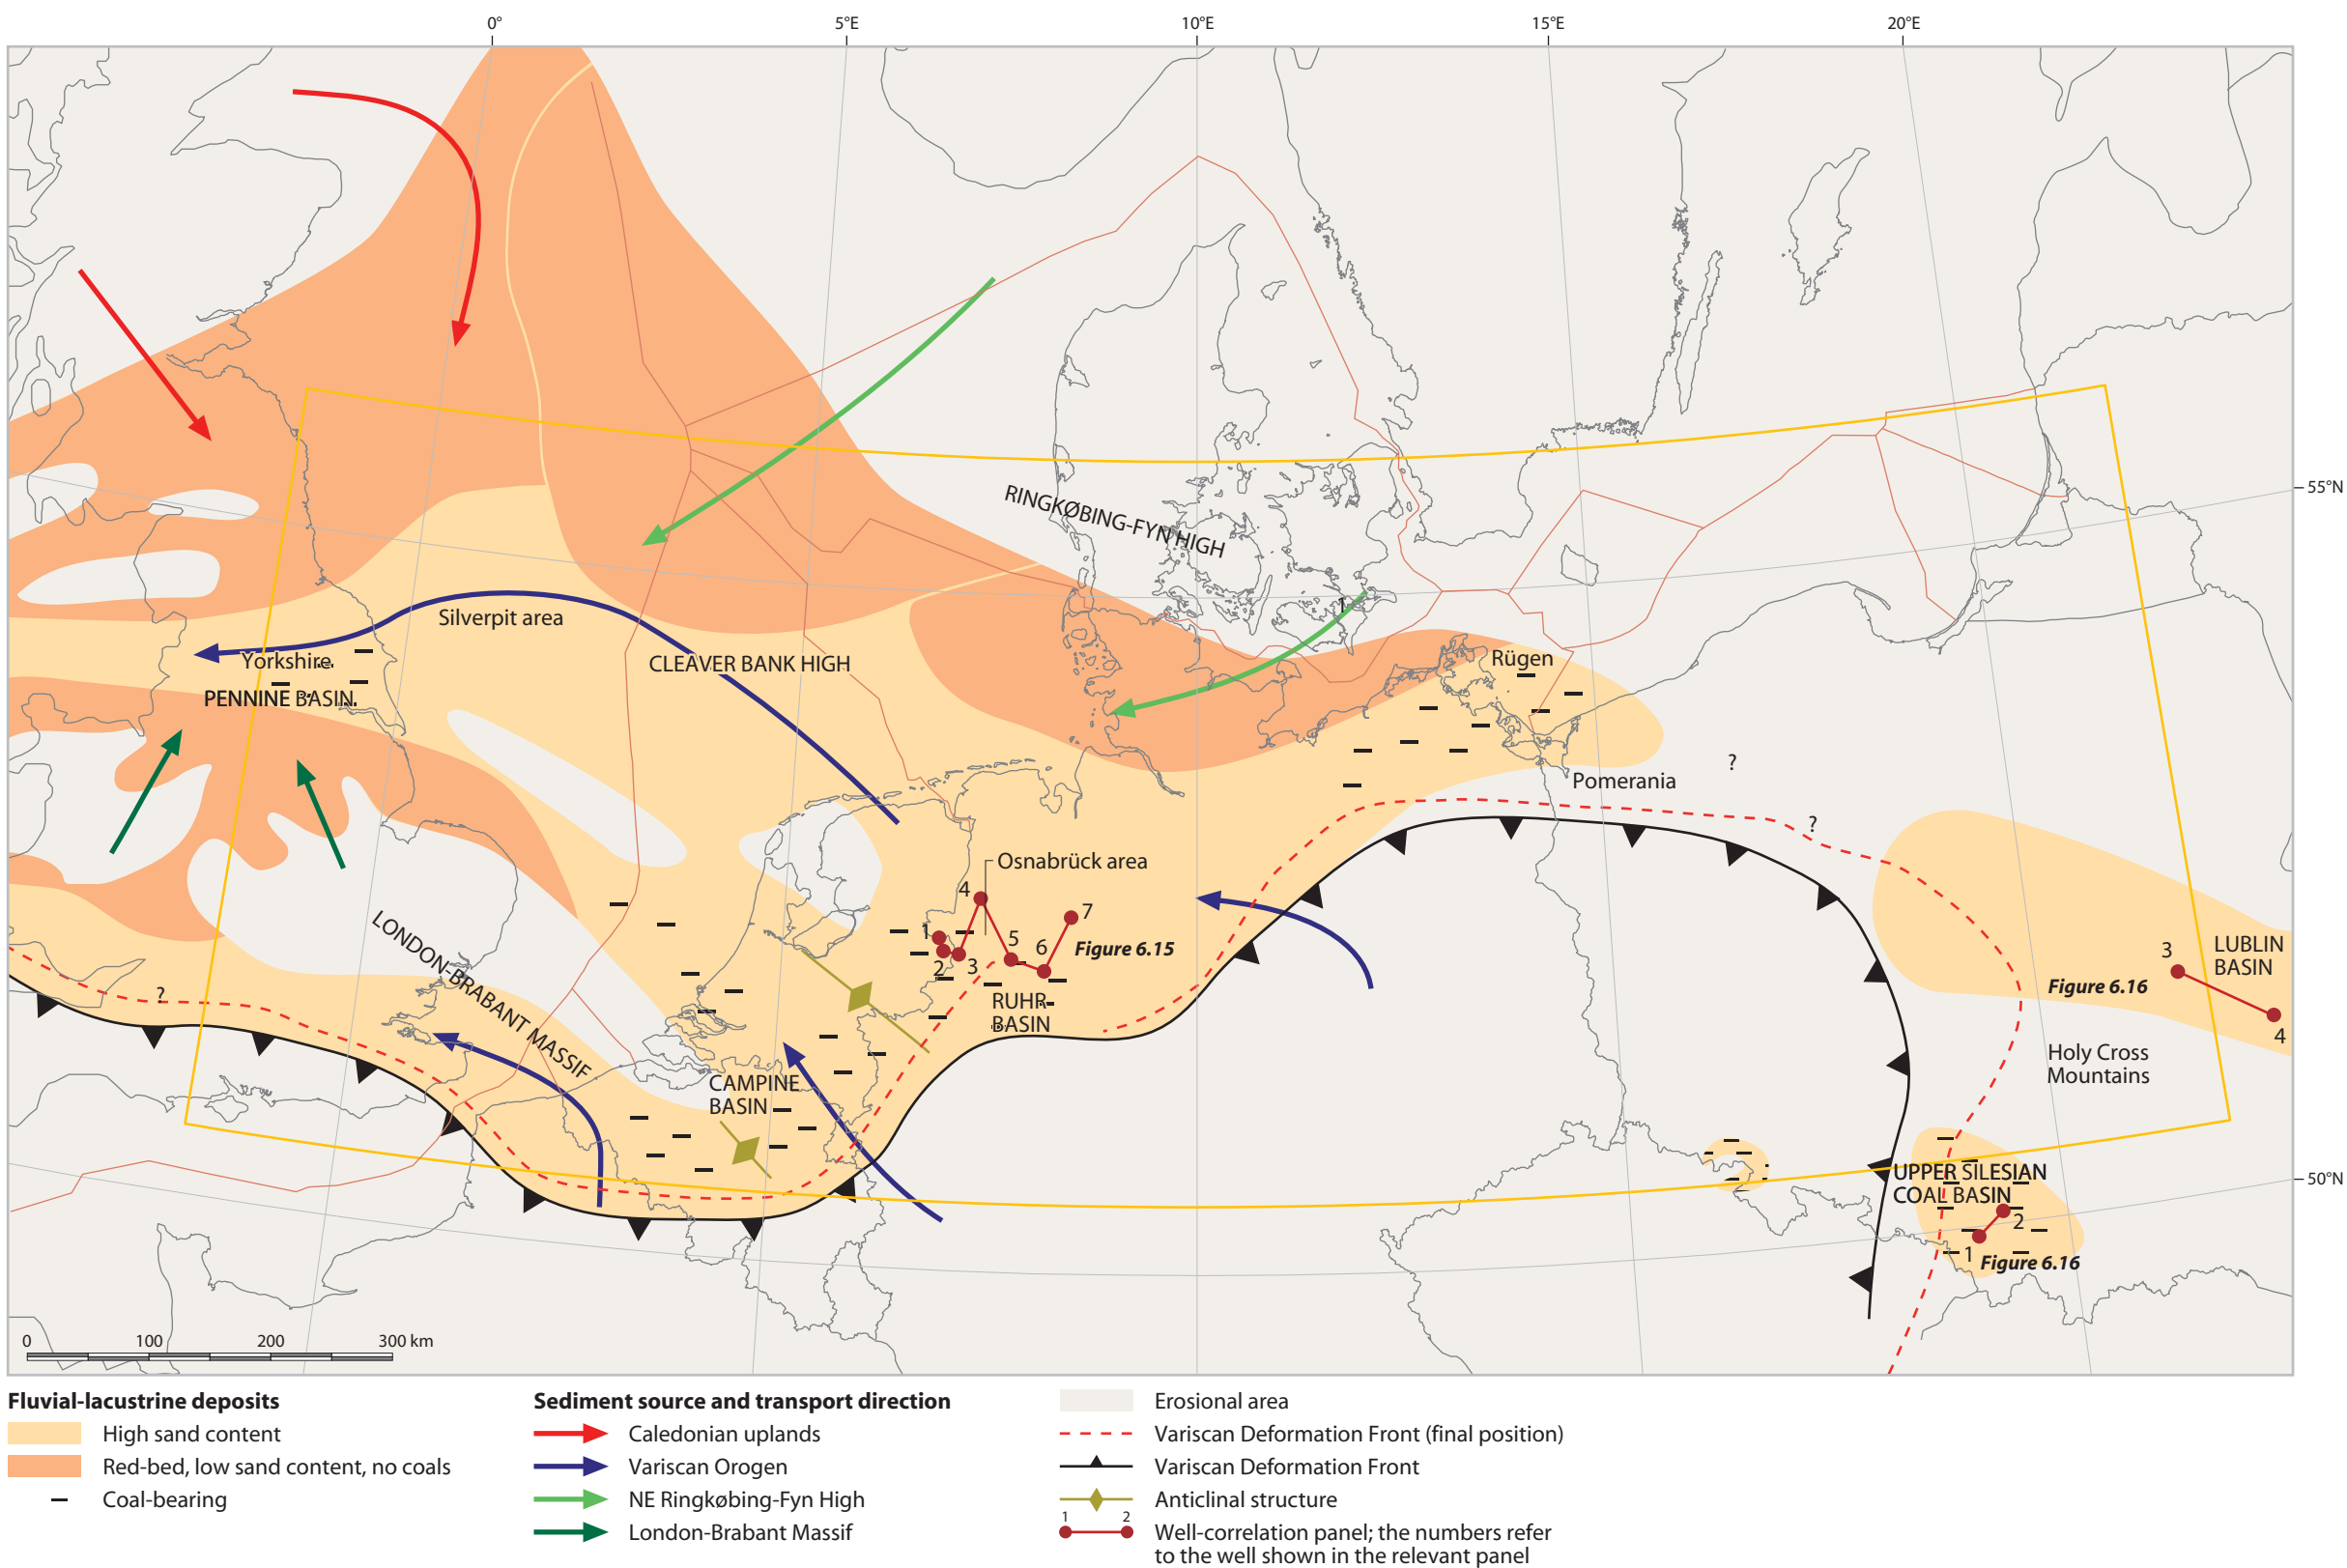 0°
5°E
10°E
15°E
20°E
55°N
50°N
RINGKØBING-FYN HIGH
1
Silverpit area
Yorkshire
PENNINE BASIN
CLEAVER BANK HIGH
Rügen
?
Pomerania
?
Osnabrück area
4
7
1
5
6
2
3
Figure 6.15
LONDON-BRABANT MASSIF
?
RUHR
BASIN
CAMPINE
BASIN
3
LUBLIN
BASIN
Figure 6.16
4
Holy Cross
Mountains
UPPER SILESIAN
COAL BASIN
2
1
Figure 6.16
0
100
200
300 km
Fluvial-lacustrine deposits
High sand content
Red-bed, low sand content, no coals
Coal-bearing
Sediment source and transport direction
Caledonian uplands
Variscan Orogen
NE Ringkøbing-Fyn High
London-Brabant Massif
Erosional area
Variscan Deformation Front (final position)
Variscan Deformation Front
Anticlinal structure
1 2
Well-correlation panel; the numbers refer
to the well shown in the relevant panel